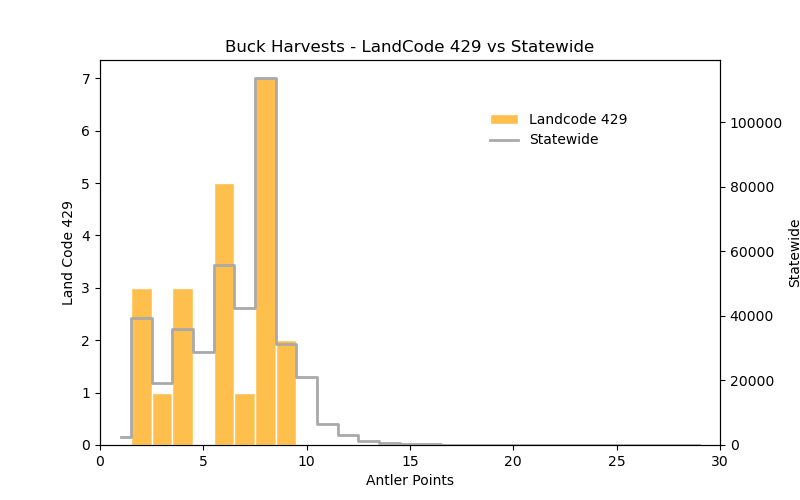 Buck Harvests - LandCode 429 vs Statewide
7
6
5
4
3
2
1
0
Land Code 429
Landcode 429
Statewide
100000
80000
60000
40000
20000
0
Statewide
0 5 10 15 20 25 30
Antler Points